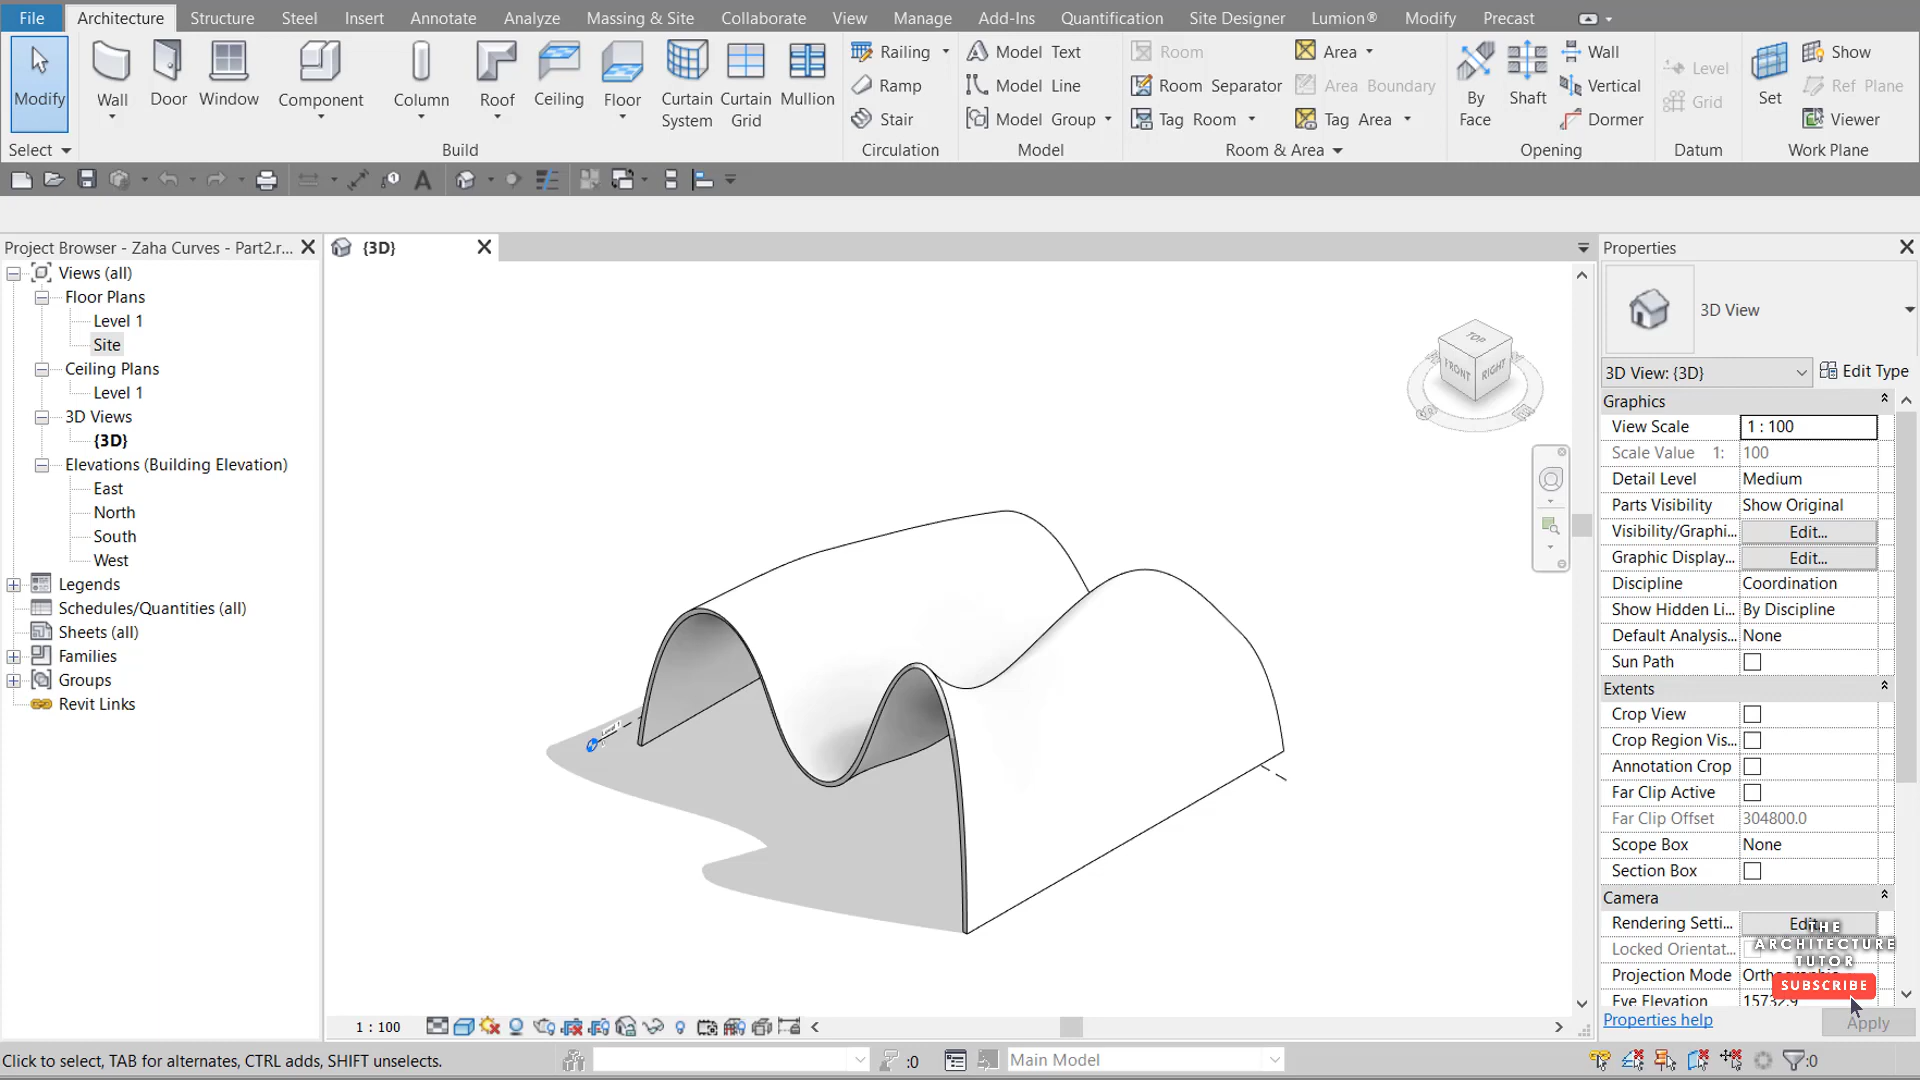 File Architecture Structure Steel Insert Annotate Analyze Massing & Site Collaborate View Manage Add-Ins Quantification Site Designer Lumion® Modify Precast
Modify Wall Door Window Component Column Roof Ceiling Floor Curtain System Curtain Grid Mullion
Railing Ramp Stair
Model Text Model Line Model Group
Room Room Separator Tag Room
Area Area Boundary Tag Area
By Face Shaft Wall Vertical Dormer
Level Grid
Set Show Ref Plane Viewer
Select Build Circulation Model Room & Area Opening Datum Work Plane
Project Browser - Zaha Curves - Part2.r...
Views (all)
Floor Plans
Level 1
Site
Ceiling Plans
Level 1
3D Views
{3D}
Elevations (Building Elevation)
East
North
South
West
Legends
Schedules/Quantities (all)
Sheets (all)
Families
Groups
Revit Links
{3D}
TOP
FRONT
RIGHT
Level 1
Properties
3D View
3D View: {3D} Edit Type
Graphics
View Scale 1 : 100
Scale Value 1: 100
Detail Level Medium
Parts Visibility Show Original
Visibility/Graphi... Edit...
Graphic Display... Edit...
Discipline Coordination
Show Hidden Li... By Discipline
Default Analysis... None
Sun Path
Extents
Crop View
Crop Region Vis...
Annotation Crop
Far Clip Active
Far Clip Offset 304800.0
Scope Box None
Section Box
Camera
Rendering Setti... Edit...
Locked Orientat...
Projection Mode Orthographic
Eye Elevation 15732.9
THE
ARCHITECTURE
TUTOR
SUBSCRIBE
Properties help Apply
1 : 100
Click to select, TAB for alternates, CTRL adds, SHIFT unselects. :0 Main Model :0